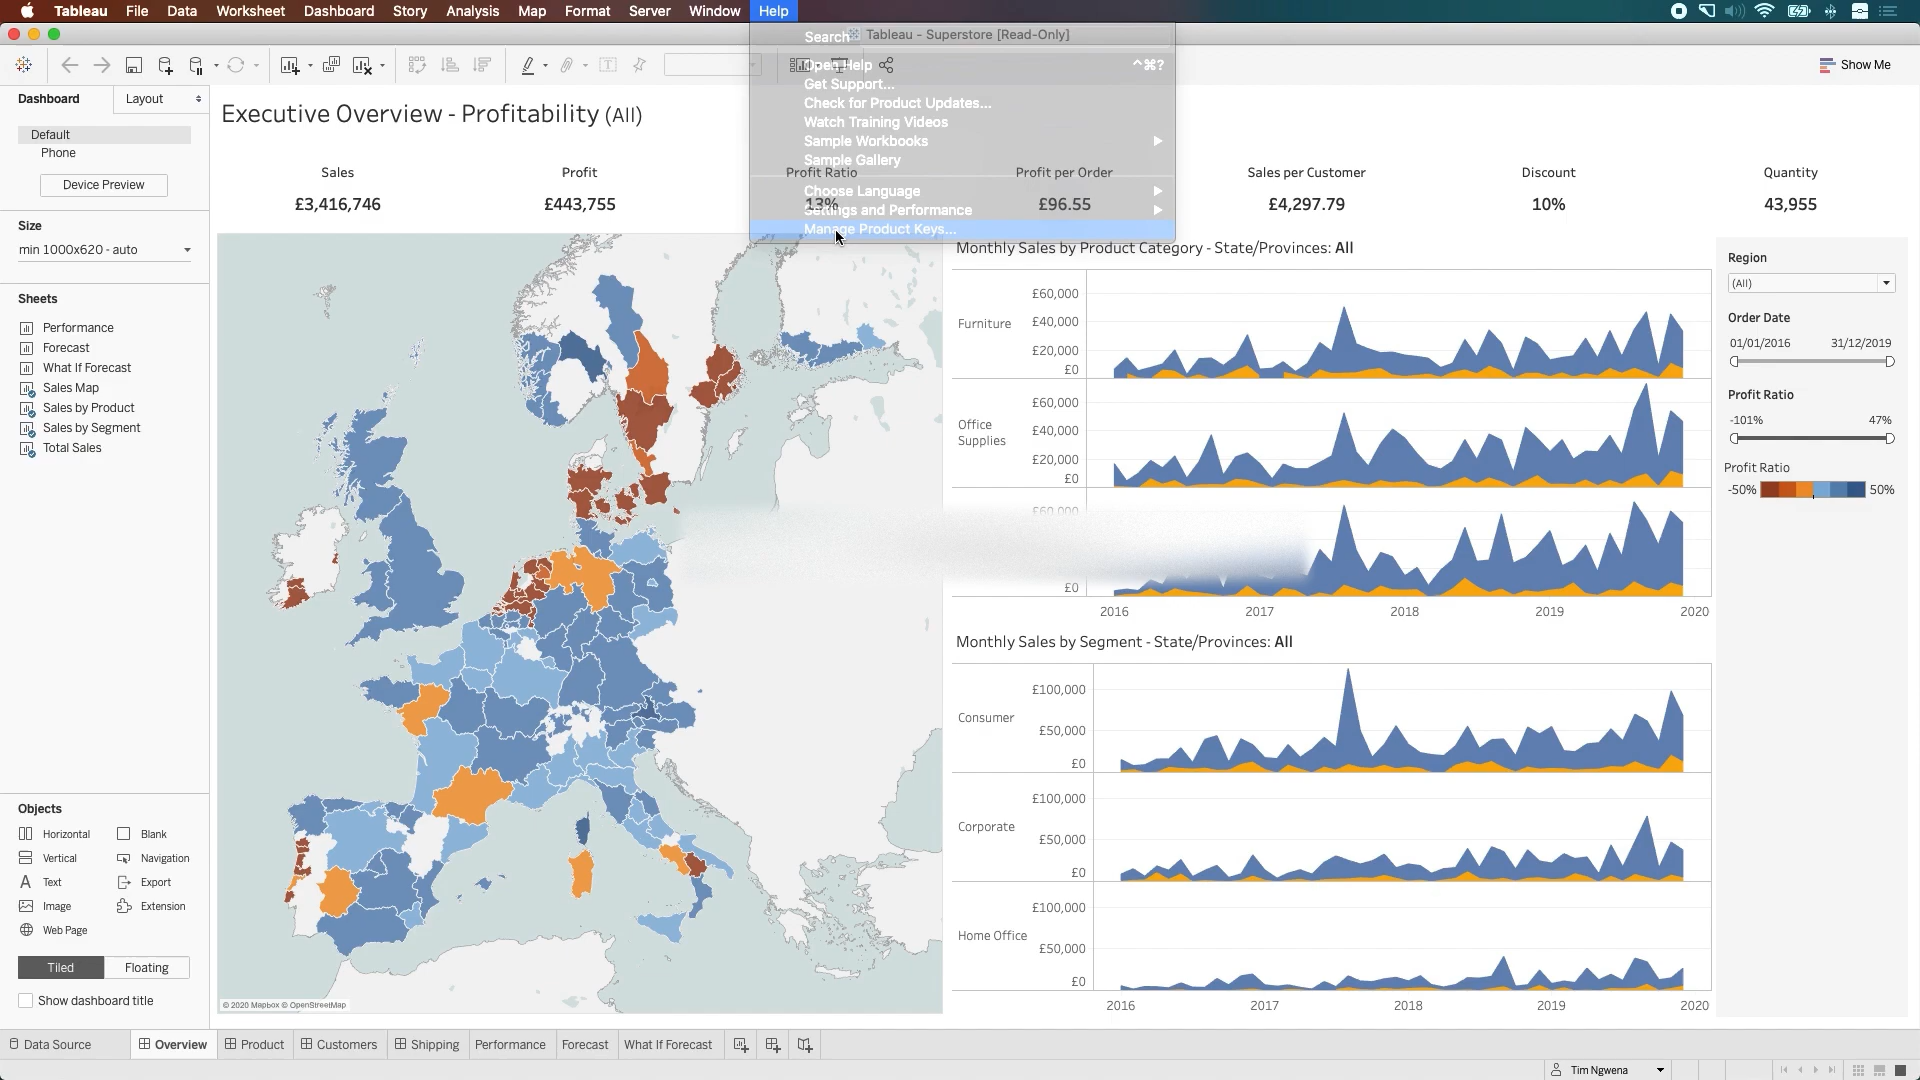 Tableau File Data Worksheet Dashboard Story Analysis Map Format Server Window Help
Tableau - Superstore [Read-Only]
Search
Open Help ^⌘?
Get Support...
Check for Product Updates...
Watch Training Videos
Sample Workbooks
Sample Gallery
Choose Language
Settings and Performance
Manage Product Keys...
Show Me
Dashboard Layout
Default
Phone
Device Preview
Size
min 1000x620 - auto
Sheets
Performance
Forecast
What If Forecast
Sales Map
Sales by Product
Sales by Segment
Total Sales
Objects
Horizontal Blank
Vertical Navigation
Text Export
Image Extension
Web Page
Tiled Floating
Show dashboard title
Executive Overview - Profitability (All)
Sales Profit Profit Ratio Profit per Order Sales per Customer Discount Quantity
£3,416,746 £443,755 13% £96.55 £4,297.79 10% 43,955
© 2020 Mapbox © OpenStreetMap
Monthly Sales by Product Category - State/Provinces: All
Furniture
£60,000
£40,000
£20,000
£0
Office
Supplies
£60,000
£40,000
£20,000
£0
£60,000
£0
2016 2017 2018 2019 2020
Monthly Sales by Segment - State/Provinces: All
Consumer
£100,000
£50,000
£0
Corporate
£100,000
£50,000
£0
Home Office
£100,000
£50,000
£0
2016 2017 2018 2019 2020
Region
(All)
Order Date
01/01/2016 31/12/2019
Profit Ratio
-101% 47%
Profit Ratio
-50% 50%
Data Source Overview Product Customers Shipping Performance Forecast What If Forecast
Tim Ngwena